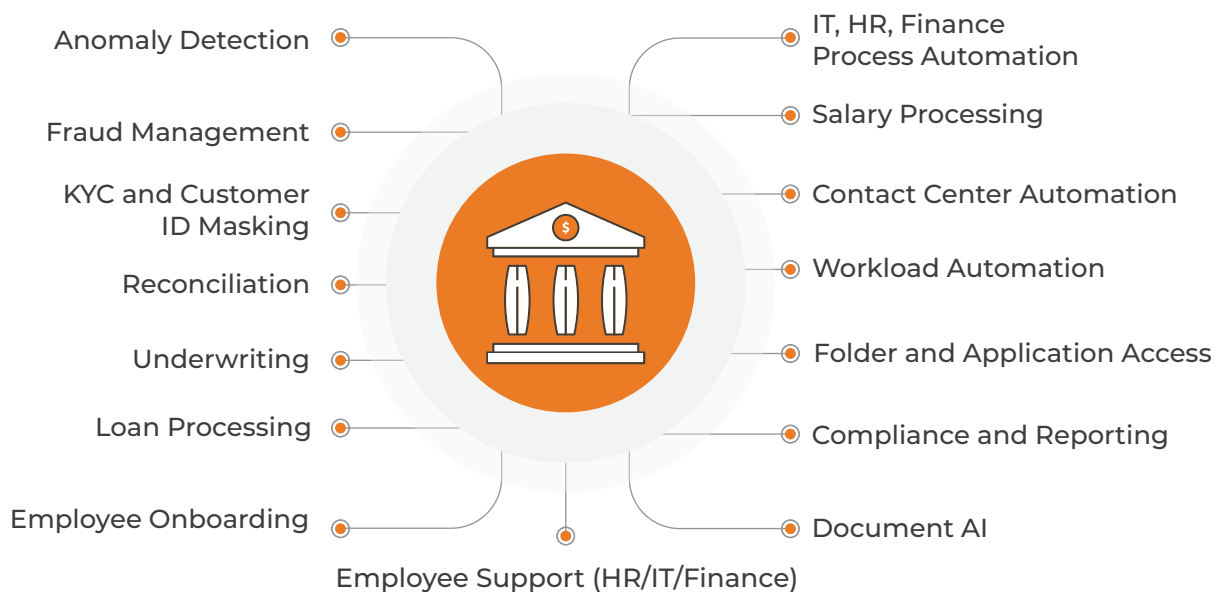 Anomaly Detection
Fraud Management
KYC and Customer
ID Masking
Reconciliation
Underwriting
Loan Processing
Employee Onboarding
$
IT, HR, Finance
Process Automation
Salary Processing
Contact Center Automation
Workload Automation
Folder and Application Access
Compliance and Reporting
Document AI
Employee Support (HR/IT/Finance)